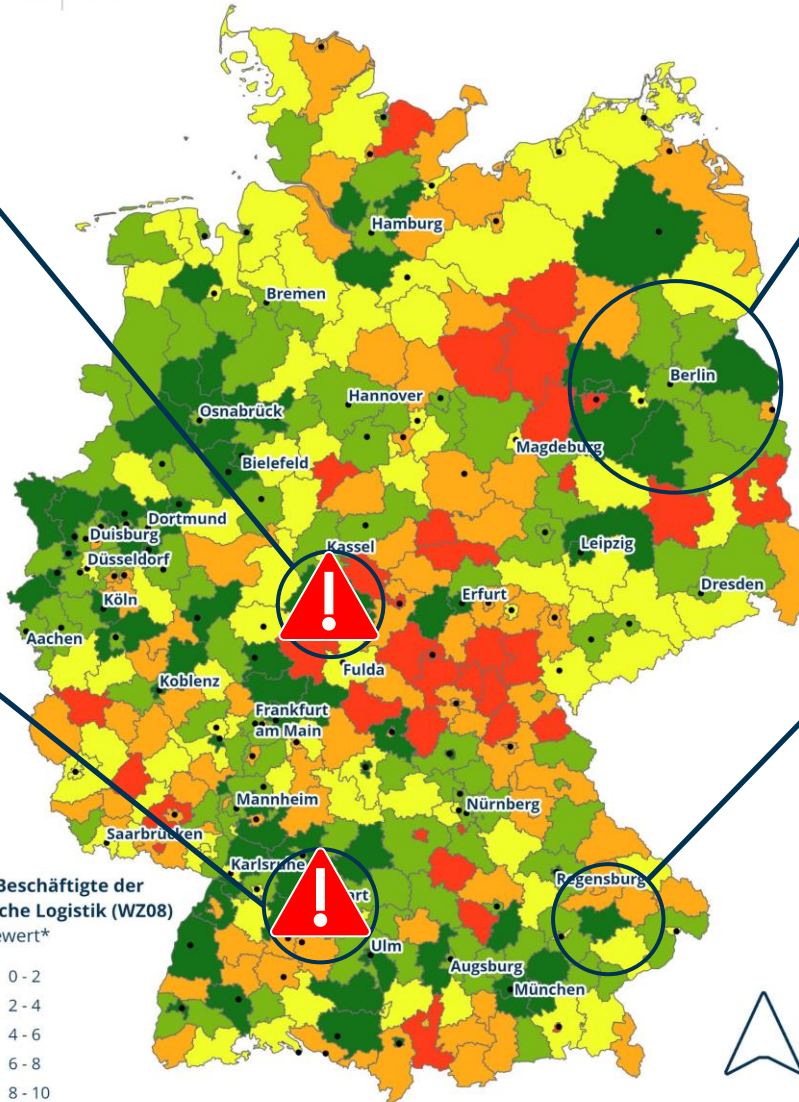 Hamburg
Bremen
Berlin
Hannover
Osnabrück
Magdeburg
Bielefeld
Dortmund
Duisburg
Leipzig
Kassel
Düsseldorf
Dresden
Erfurt
Köln
Aachen
Fulda
Koblenz
Frankfurt
am Main
Mannheim
Nürnberg
Saarbrücken
Karlsruhe
Regensburg
Beschäftigte der
che Logistik (WZ08)
ewert*
art
Ulm
Augsburg
München
0 - 2
2 - 4
4 - 6
6 - 8
8 - 10
!
!